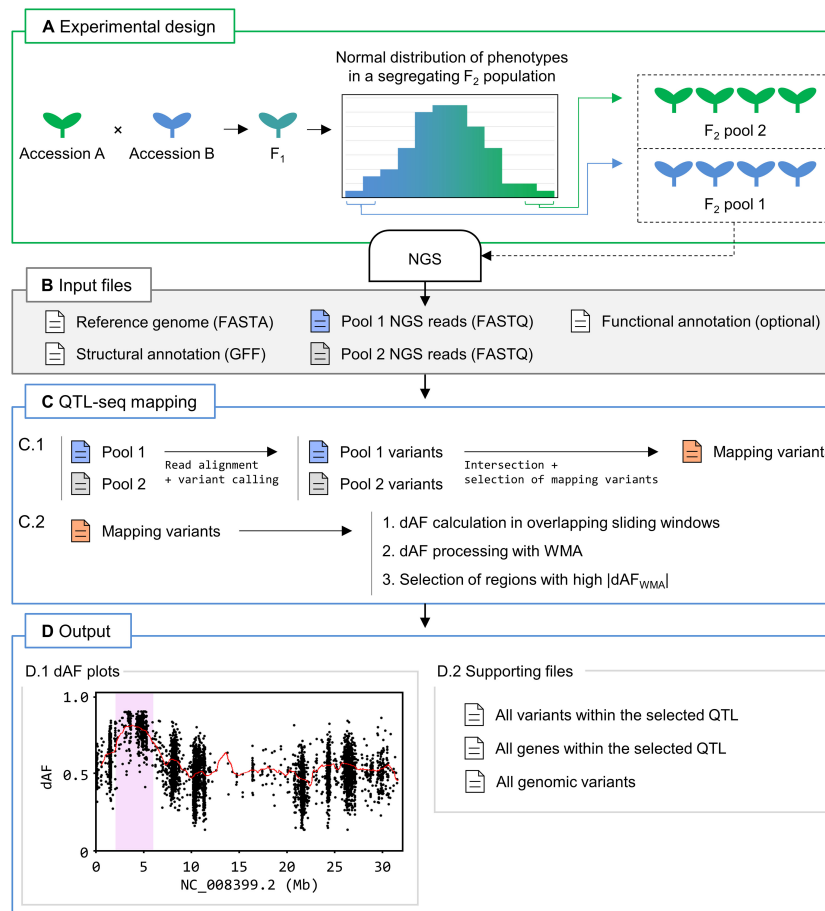 A Experimental design
Normal distribution of phenotypes
in a segregating F2 population
Accession A
×
Accession B
F1
F2 pool 2
F2 pool 1
NGS
B Input files
Reference genome (FASTA)
Pool 1 NGS reads (FASTQ)
Functional annotation (optional)
Structural annotation (GFF)
Pool 2 NGS reads (FASTQ)
C QTL-seq mapping
C.1
Pool 1
Pool 2
Read alignment
+ variant calling
Pool 1 variants
Pool 2 variants
Intersection +
selection of mapping variants
Mapping variant
C.2
Mapping variants
1. dAF calculation in overlapping sliding windows
2. dAF processing with WMA
3. Selection of regions with high |dAFWMA|
D Output
D.1 dAF plots
1.0
0.5
0
dAF
0 5 10 15 20 25 30
NC_008399.2 (Mb)
D.2 Supporting files
All variants within the selected QTL
All genes within the selected QTL
All genomic variants